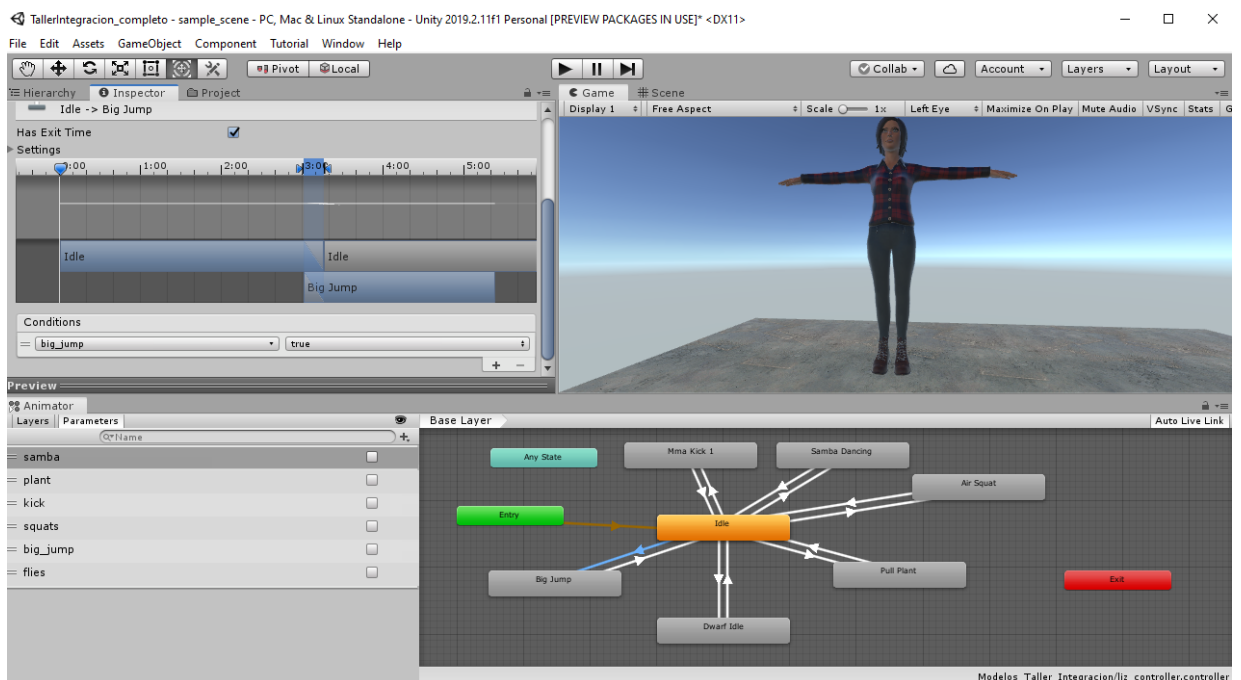 TallerIntegracion_completo - sample_scene - PC, Mac & Linux Standalone - Unity 2019.2.11f1 Personal [PREVIEW PACKAGES IN USE]* <DX11>
File Edit Assets GameObject Component Tutorial Window Help
Pivot Local Collab Account Layers Layout
Hierarchy Inspector Project
Idle -> Big Jump
Has Exit Time
Settings
0:00 1:00 2:00 3:00 4:00 5:00
Idle Idle
Big Jump
Conditions
big_jump true
Preview
Game Scene
Display 1 Free Aspect Scale 1x Left Eye Maximize On Play Mute Audio VSync Stats G
Animator
Layers Parameters
Name
samba
plant
kick
squats
big_jump
flies
Base Layer Auto Live Link
Any State
Mma Kick 1
Samba Dancing
Air Squat
Entry
Idle
Big Jump
Pull Plant
Exit
Dwarf Idle
Modelos_Taller_Integracion/liz_controller.controller